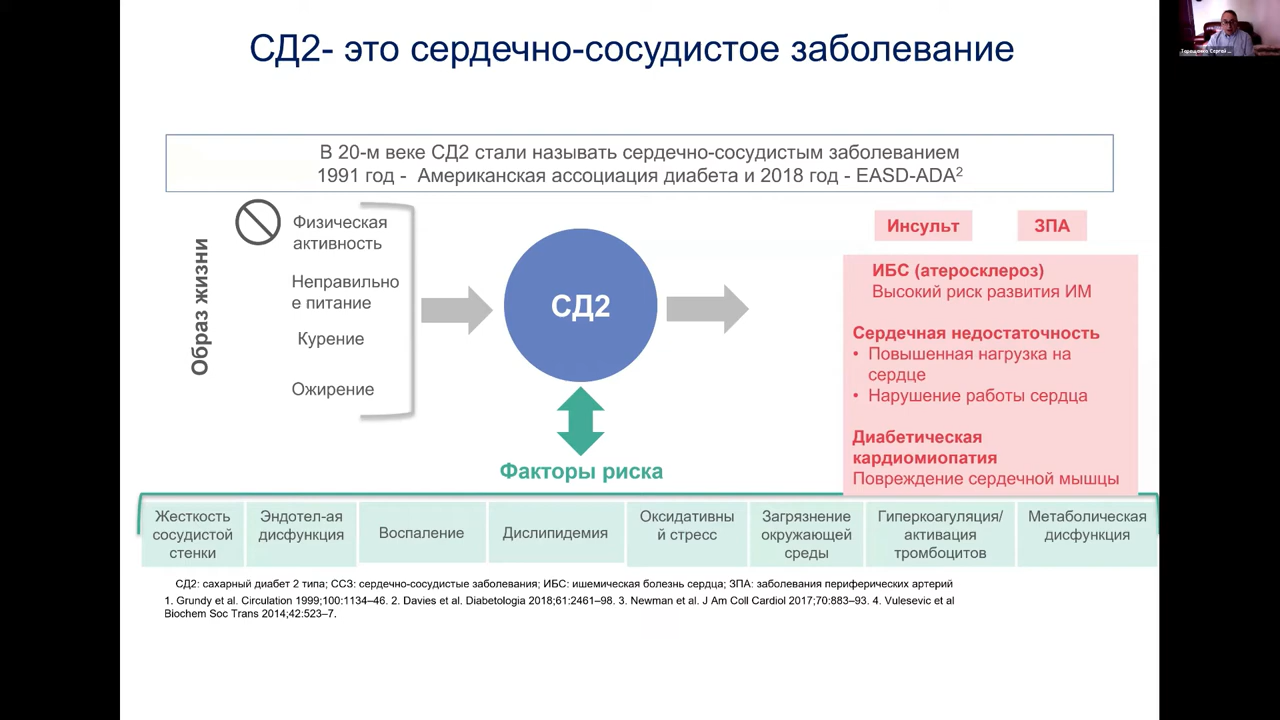 СД2- это сердечно-сосудистое заболевание
Терещенко Сергей ...
В 20-м веке СД2 стали называть сердечно-сосудистым заболеванием
1991 год - Американская ассоциация диабета и 2018 год - EASD-ADA2
Образ жизни
Физическая
активность
Неправильно
е питание
Курение
Ожирение
СД2
Инсульт
ЗПА
ИБС (атеросклероз)
Высокий риск развития ИМ
Сердечная недостаточность
• Повышенная нагрузка на
сердце
• Нарушение работы сердца
Диабетическая
кардиомиопатия
Повреждение сердечной мышцы
Факторы риска
Жесткость
сосудистой
стенки
Эндотел-ая
дисфункция
Воспаление
Дислипидемия
Оксидативны
й стресс
Загрязнение
окружающей
среды
Гиперкоагуляция/
активация
тромбоцитов
Метаболическая
дисфункция
СД2: сахарный диабет 2 типа; ССЗ: сердечно-сосудистые заболевания; ИБС: ишемическая болезнь сердца; ЗПА: заболевания периферических артерий
1. Grundy et al. Circulation 1999;100:1134–46. 2. Davies et al. Diabetologia 2018;61:2461–98. 3. Newman et al. J Am Coll Cardiol 2017;70:883–93. 4. Vulesevic et al
Biochem Soc Trans 2014;42:523–7.